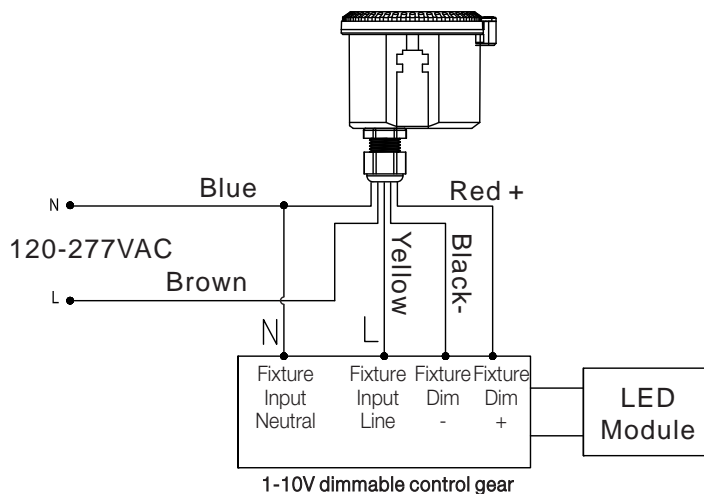 Blue
Red +
N
120-277VAC
Yellow
Black-
Brown
L
N
L
Fixture
Input
Neutral
Fixture
Input
Line
Fixture
Dim
-
Fixture
Dim
+
LED
Module
1-10V dimmable control gear